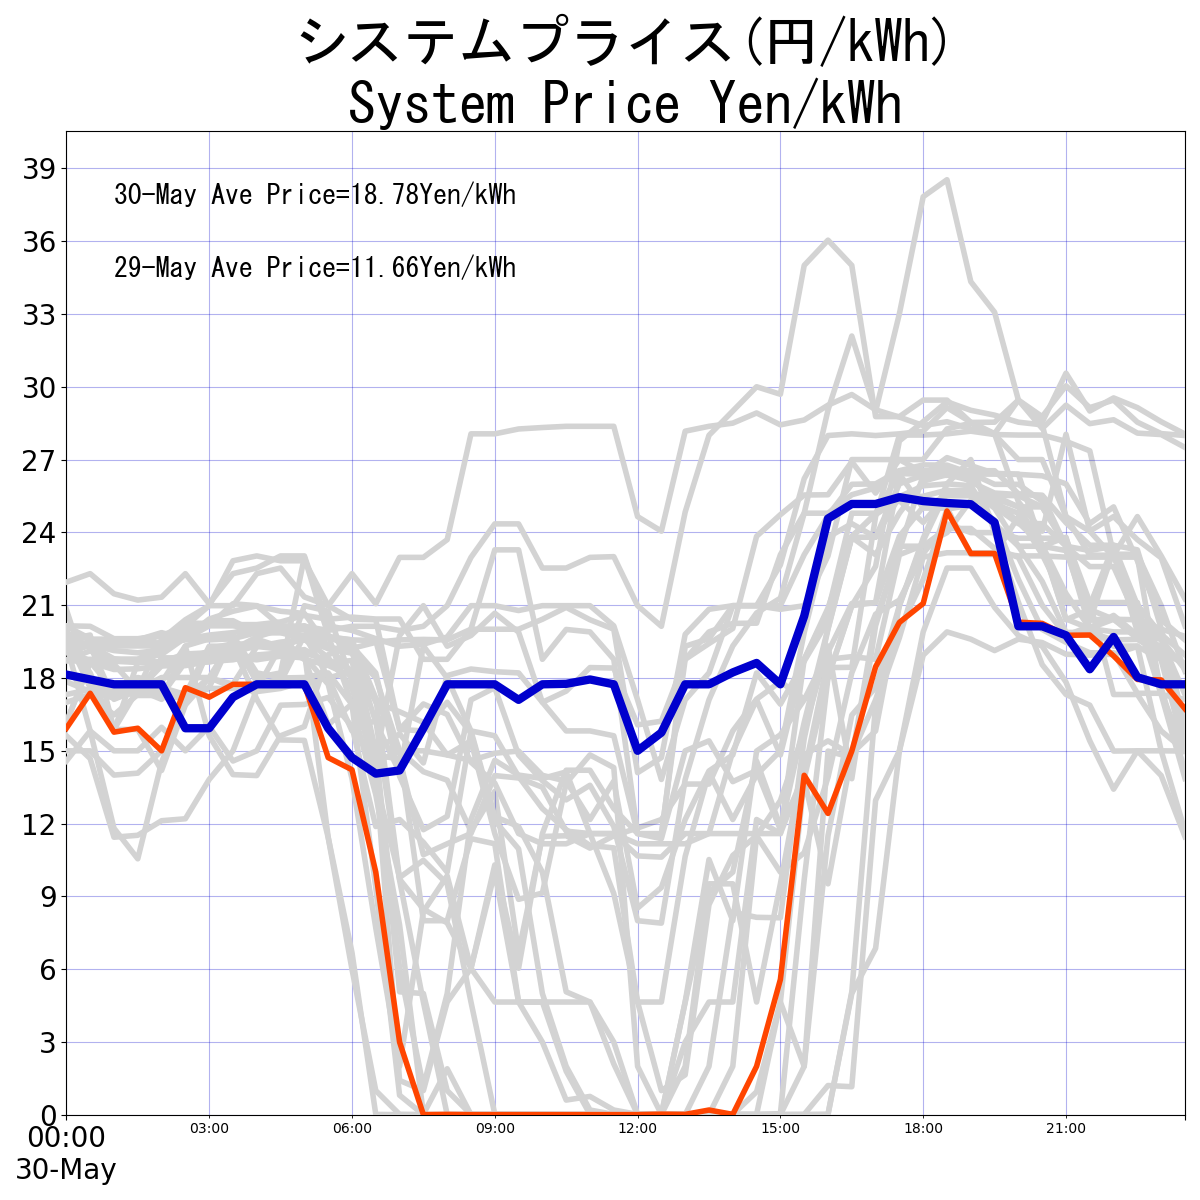 システムプライス(円/kWh)
System Price Yen/kWh
39
30-May Ave Price=18.78Yen/kWh
36
29-May Ave Price=11.66Yen/kWh
33
30
27
24
21
18
15
12
9
6
3
0
00:00 03:00 06:00 09:00 12:00 15:00 18:00 21:00
30-May